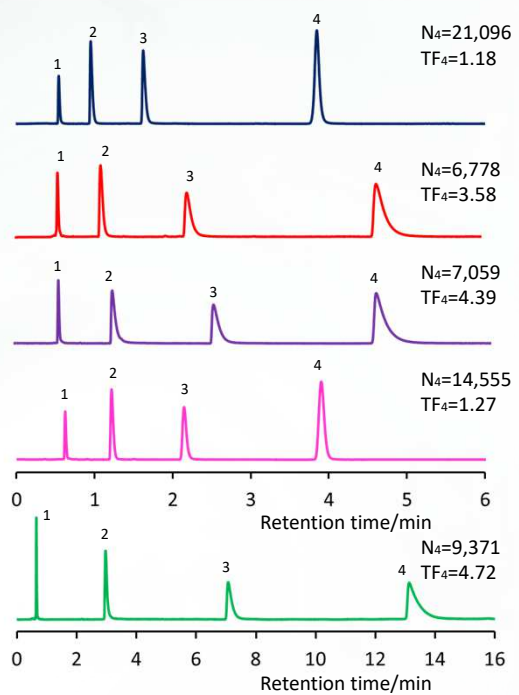 1 2 3 4
N₄=21,096
TF₄=1.18
1 2 3 4
N₄=6,778
TF₄=3.58
1 2 3 4
N₄=7,059
TF₄=4.39
1 2 3 4
N₄=14,555
TF₄=1.27
0 1 2 3 4 5 6
Retention time/min
1 2 3 4
N₄=9,371
TF₄=4.72
0 2 4 6 8 10 12 14 16
Retention time/min